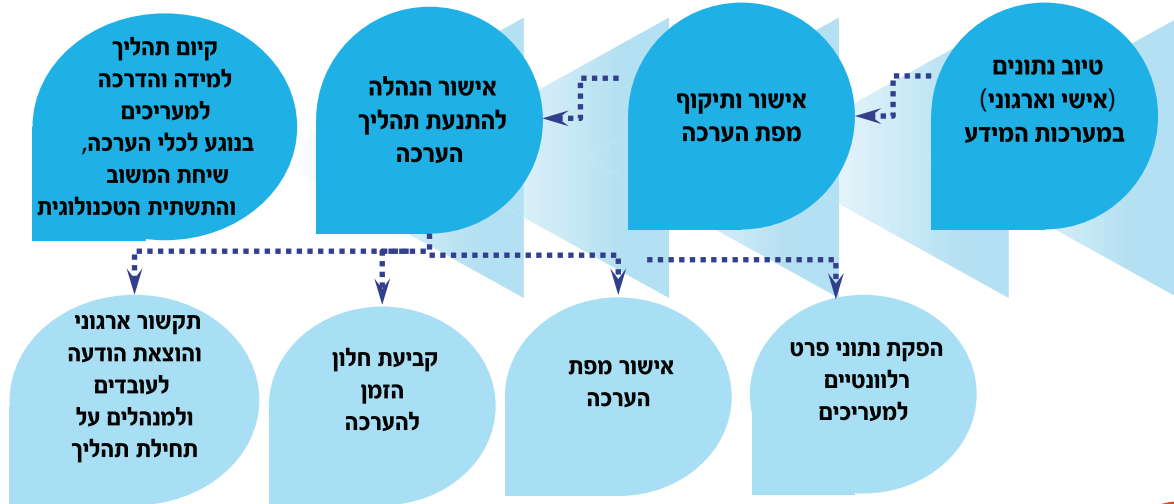 טיוב נתונים
(אישי וארגוני)
במערכות המידע
אישור ותיקוף
מפת הערכה
אישור הנהלה
להתנעת תהליך
הערכה
קיום תהליך
למידה והדרכה
למעריכים
בנוגע לכלי הערכה,
שיחת המשוב
והתשתית הטכנולוגית
הפקת נתוני פרט
רלוונטיים
למעריכים
אישור מפת
הערכה
קביעת חלון
הזמן
להערכה
תקשור ארגוני
והוצאת הודעה
לעובדים
ולמנהלים על
תחילת תהליך